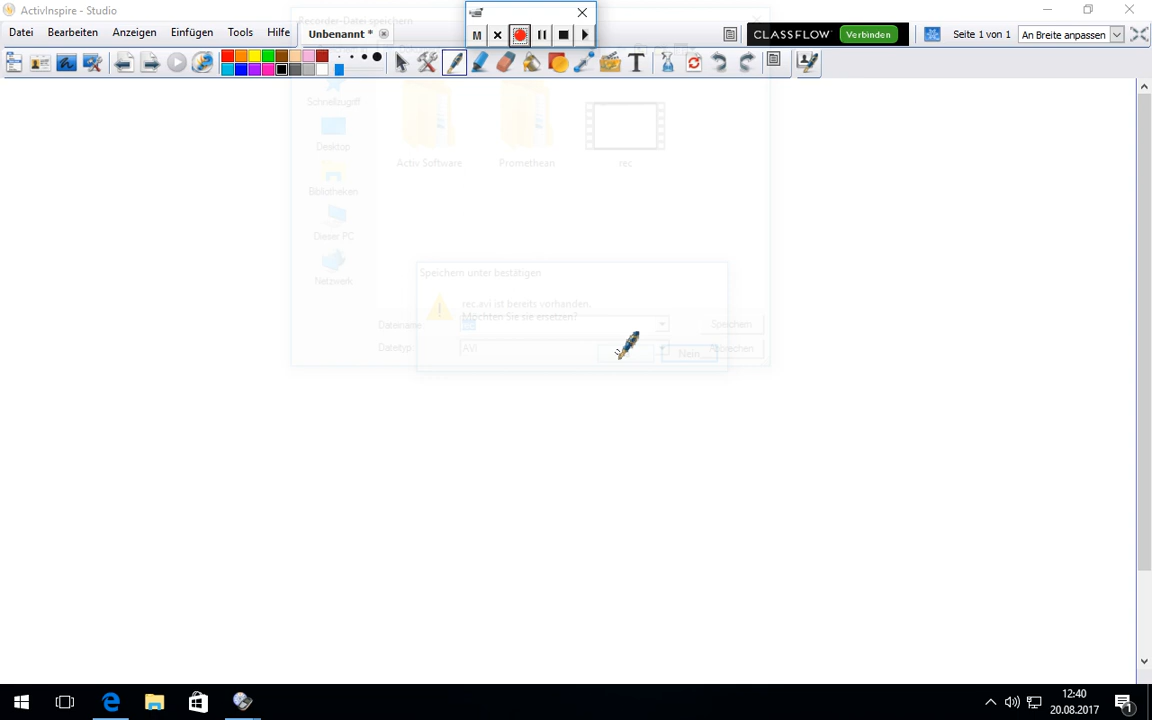 ActivInspire - Studio
Recorder-Datei speichern
Datei Bearbeiten Anzeigen Einfügen Tools Hilfe
Unbenannt *
M
CLASSFLOW Verbinden
Seite 1 von 1 An Breite anpassen
T
Schnellzugriff
Desktop
Bibliotheken
Dieser PC
Netzwerk
Activ Software Promethean rec
Speichern unter bestätigen
rec.avi ist bereits vorhanden.
Möchten Sie sie ersetzen?
Dateiname Speichern
Dateityp AVI
Nein
12:40
20.08.2017
1